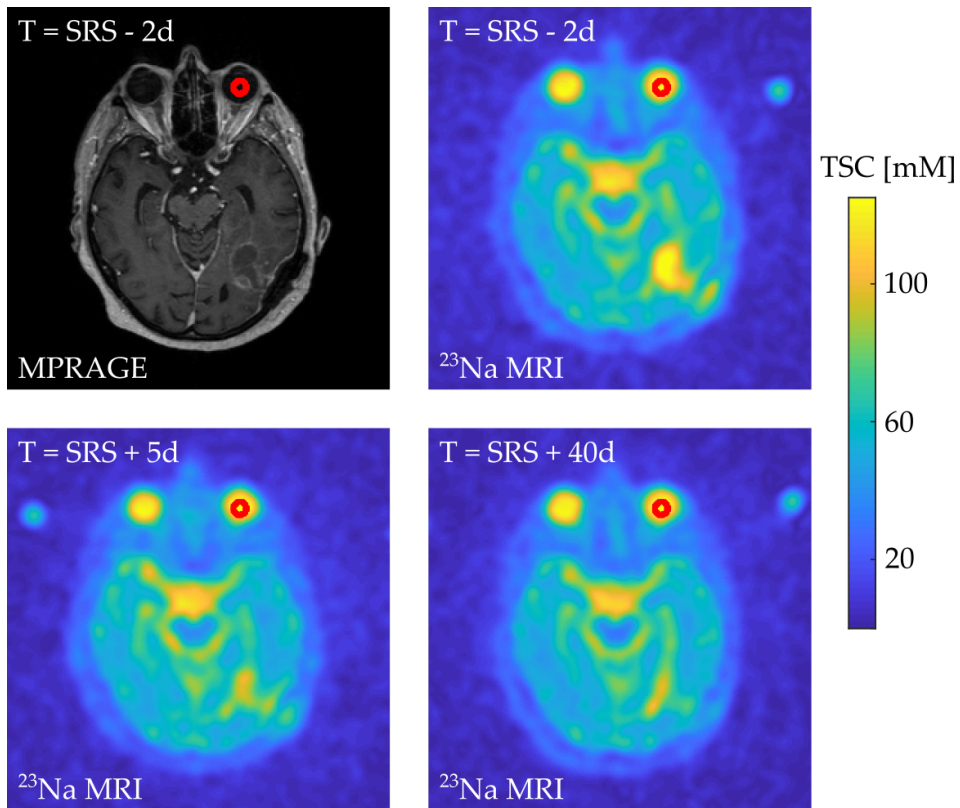 T = SRS - 2d
MPRAGE
T = SRS - 2d
²³Na MRI
TSC [mM]
100
60
20
T = SRS + 5d
²³Na MRI
T = SRS + 40d
²³Na MRI